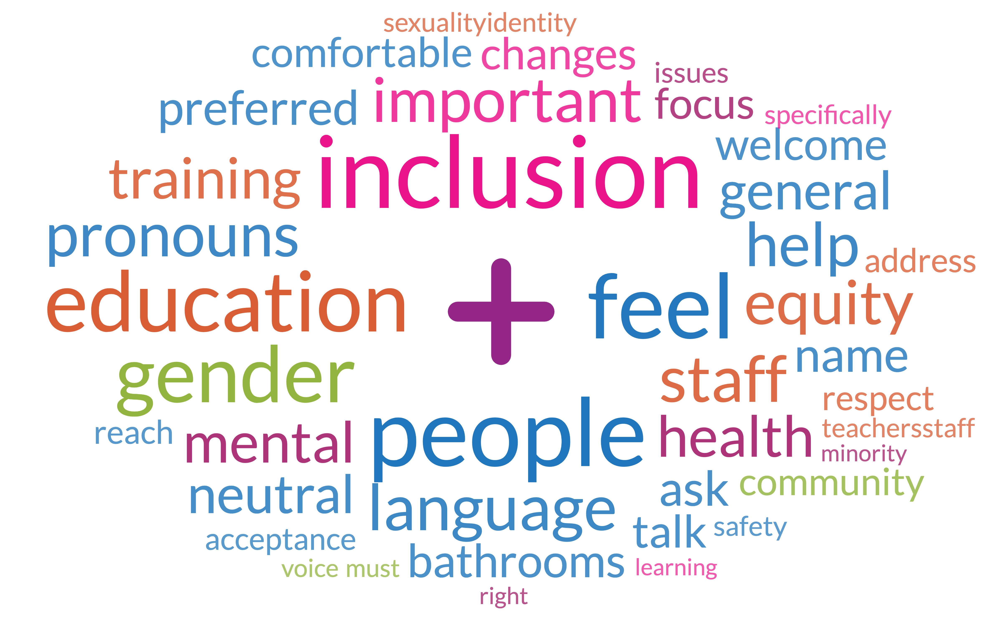 sexualityidentity
comfortable changes
issues
preferred important focus
specifically
welcome
training inclusion general
pronouns help
address
education + feel equity
gender staff name
respect
reach mental people health teachersstaff
minority
neutral language ask community
acceptance talk safety
voice must bathrooms learning
right